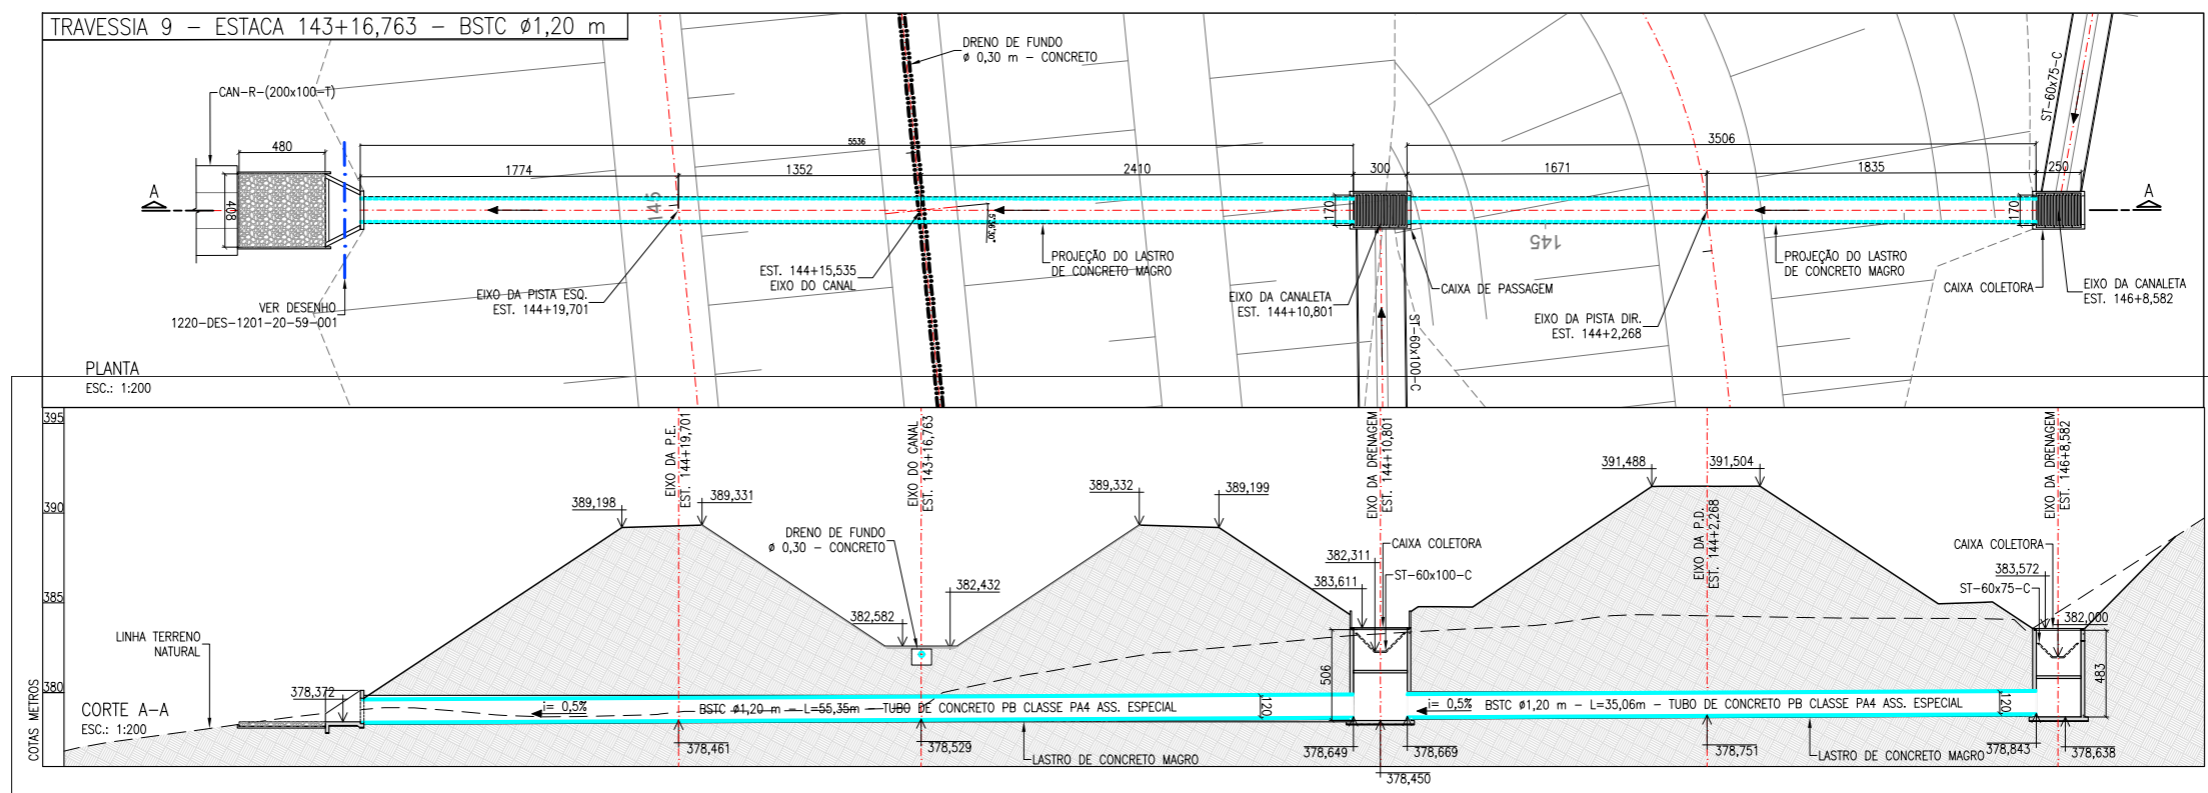 TRAVESSIA 9 – ESTACA 143+16,763 – BSTC ø1,20 m
CAN-R-(200x100-T)
DRENO DE FUNDO
ø 0,30 m – CONCRETO
ST-60x75-C
480
5536
3506
1774
1352
2410
300
1671
1835
250
A
A
408
145
5°36'30"
170
170
145
PROJEÇÃO DO LASTRO
DE CONCRETO MAGRO
PROJEÇÃO DO LASTRO
DE CONCRETO MAGRO
EST. 144+15,535
EIXO DO CANAL
EIXO DA PISTA ESQ.
EST. 144+19,701
VER DESENHO
1220-DES-1201-20-59-001
EIXO DA CANALETA
EST. 144+10,801
CAIXA DE PASSAGEM
ST-60x100-C
EIXO DA PISTA DIR.
EST. 144+2,268
CAIXA COLETORA
EIXO DA CANALETA
EST. 146+8,582
PLANTA
ESC.: 1:200
395
390
385
380
COTAS METROS
EIXO DA P.E.
EST. 144+19,701
EIXO DO CANAL
EST. 143+16,763
EIXO DA DRENAGEM
EST. 144+10,801
EIXO DA P.D.
EST. 144+2,268
EIXO DA DRENAGEM
EST. 146+8,582
389,198
389,331
389,332
389,199
391,488
391,504
DRENO DE FUNDO
ø 0,30 – CONCRETO
382,582
382,432
382,311
383,611
CAIXA COLETORA
ST-60x100-C
CAIXA COLETORA
383,572
ST-60x75-C
382,000
LINHA TERRENO
NATURAL
378,372
506
483
120
120
CORTE A-A
ESC.: 1:200
i= 0,5%
BSTC ø1,20 m – L=55,35m – TUBO DE CONCRETO PB CLASSE PA4 ASS. ESPECIAL
i= 0,5%
BSTC ø1,20 m – L=35,06m – TUBO DE CONCRETO PB CLASSE PA4 ASS. ESPECIAL
378,461
378,529
LASTRO DE CONCRETO MAGRO
378,649
378,669
378,450
378,751
LASTRO DE CONCRETO MAGRO
378,843
378,638